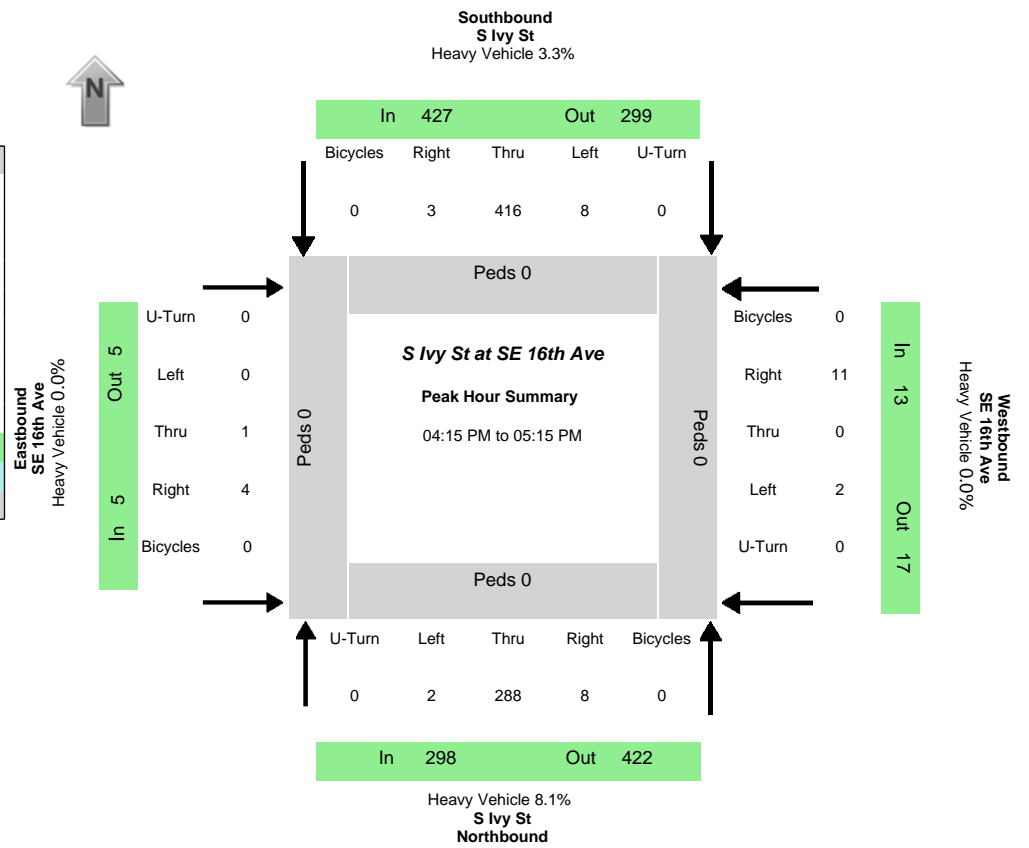 Southbound
S Ivy St
Heavy Vehicle 3.3%
N
In 427 Out 299
Bicycles Right Thru Left U-Turn
0 3 416 8 0
Peds 0
Eastbound
SE 16th Ave
Heavy Vehicle 0.0%
Out 5
In 5
U-Turn 0
Left 0
Thru 1
Right 4
Bicycles 0
Peds 0
S Ivy St at SE 16th Ave
Peak Hour Summary
04:15 PM to 05:15 PM
Peds 0
Bicycles 0
Right 11
Thru 0
Left 2
U-Turn 0
In 13
Out 17
Westbound
SE 16th Ave
Heavy Vehicle 0.0%
Peds 0
U-Turn Left Thru Right Bicycles
0 2 288 8 0
In 298 Out 422
Heavy Vehicle 8.1%
S Ivy St
Northbound